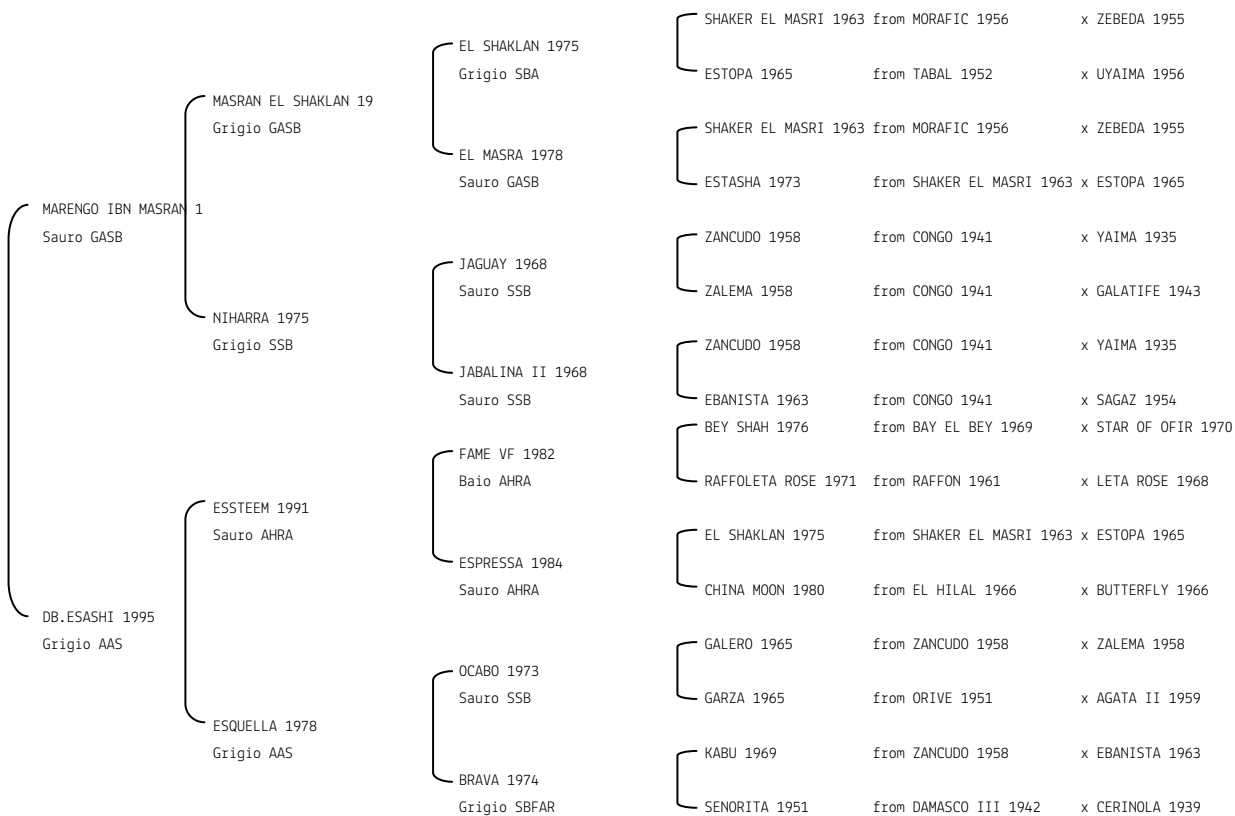 SHAKER EL MASRI 1963 from MORAFIC 1956 x ZEBEDA 1955
EL SHAKLAN 1975
Grigio SBA
ESTOPA 1965 from TABAL 1952 x UYAIMA 1956
MASRAN EL SHAKLAN 19
Grigio GASB
SHAKER EL MASRI 1963 from MORAFIC 1956 x ZEBEDA 1955
EL MASRA 1978
Sauro GASB
ESTASHA 1973 from SHAKER EL MASRI 1963 x ESTOPA 1965
MARENGO IBN MASRAN 1
Sauro GASB
ZANCUDO 1958 from CONGO 1941 x YAIMA 1935
JAGUAY 1968
Sauro SSB
ZALEMA 1958 from CONGO 1941 x GALATIFE 1943
NIHARRA 1975
Grigio SSB
ZANCUDO 1958 from CONGO 1941 x YAIMA 1935
JABALINA II 1968
Sauro SSB
EBANISTA 1963 from CONGO 1941 x SAGAZ 1954
BEY SHAH 1976 from BAY EL BEY 1969 x STAR OF OFIR 1970
FAME VF 1982
Baio AHRA
RAFFOLETA ROSE 1971 from RAFFON 1961 x LETA ROSE 1968
ESSTEEM 1991
Sauro AHRA
EL SHAKLAN 1975 from SHAKER EL MASRI 1963 x ESTOPA 1965
ESPRESSA 1984
Sauro AHRA
CHINA MOON 1980 from EL HILAL 1966 x BUTTERFLY 1966
DB.ESASHI 1995
Grigio AAS
GALERO 1965 from ZANCUDO 1958 x ZALEMA 1958
OCABO 1973
Sauro SSB
GARZA 1965 from ORIVE 1951 x AGATA II 1959
ESQUELLA 1978
Grigio AAS
KABU 1969 from ZANCUDO 1958 x EBANISTA 1963
BRAVA 1974
Grigio SBFAR
SENORITA 1951 from DAMASCO III 1942 x CERINOLA 1939